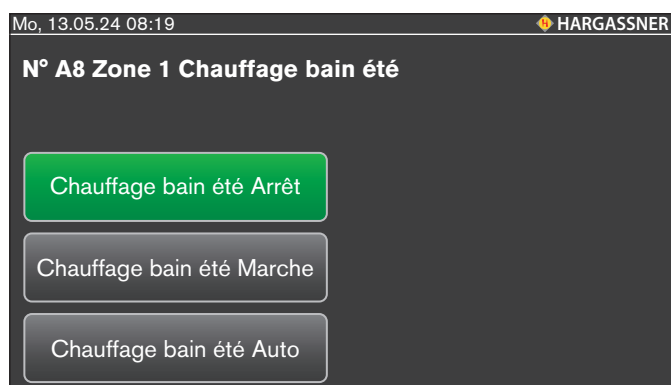 Mo, 13.05.24 08:19 HARGASSNER
N° A8 Zone 1 Chauffage bain été
Chauffage bain été Arrêt
Chauffage bain été Marche
Chauffage bain été Auto